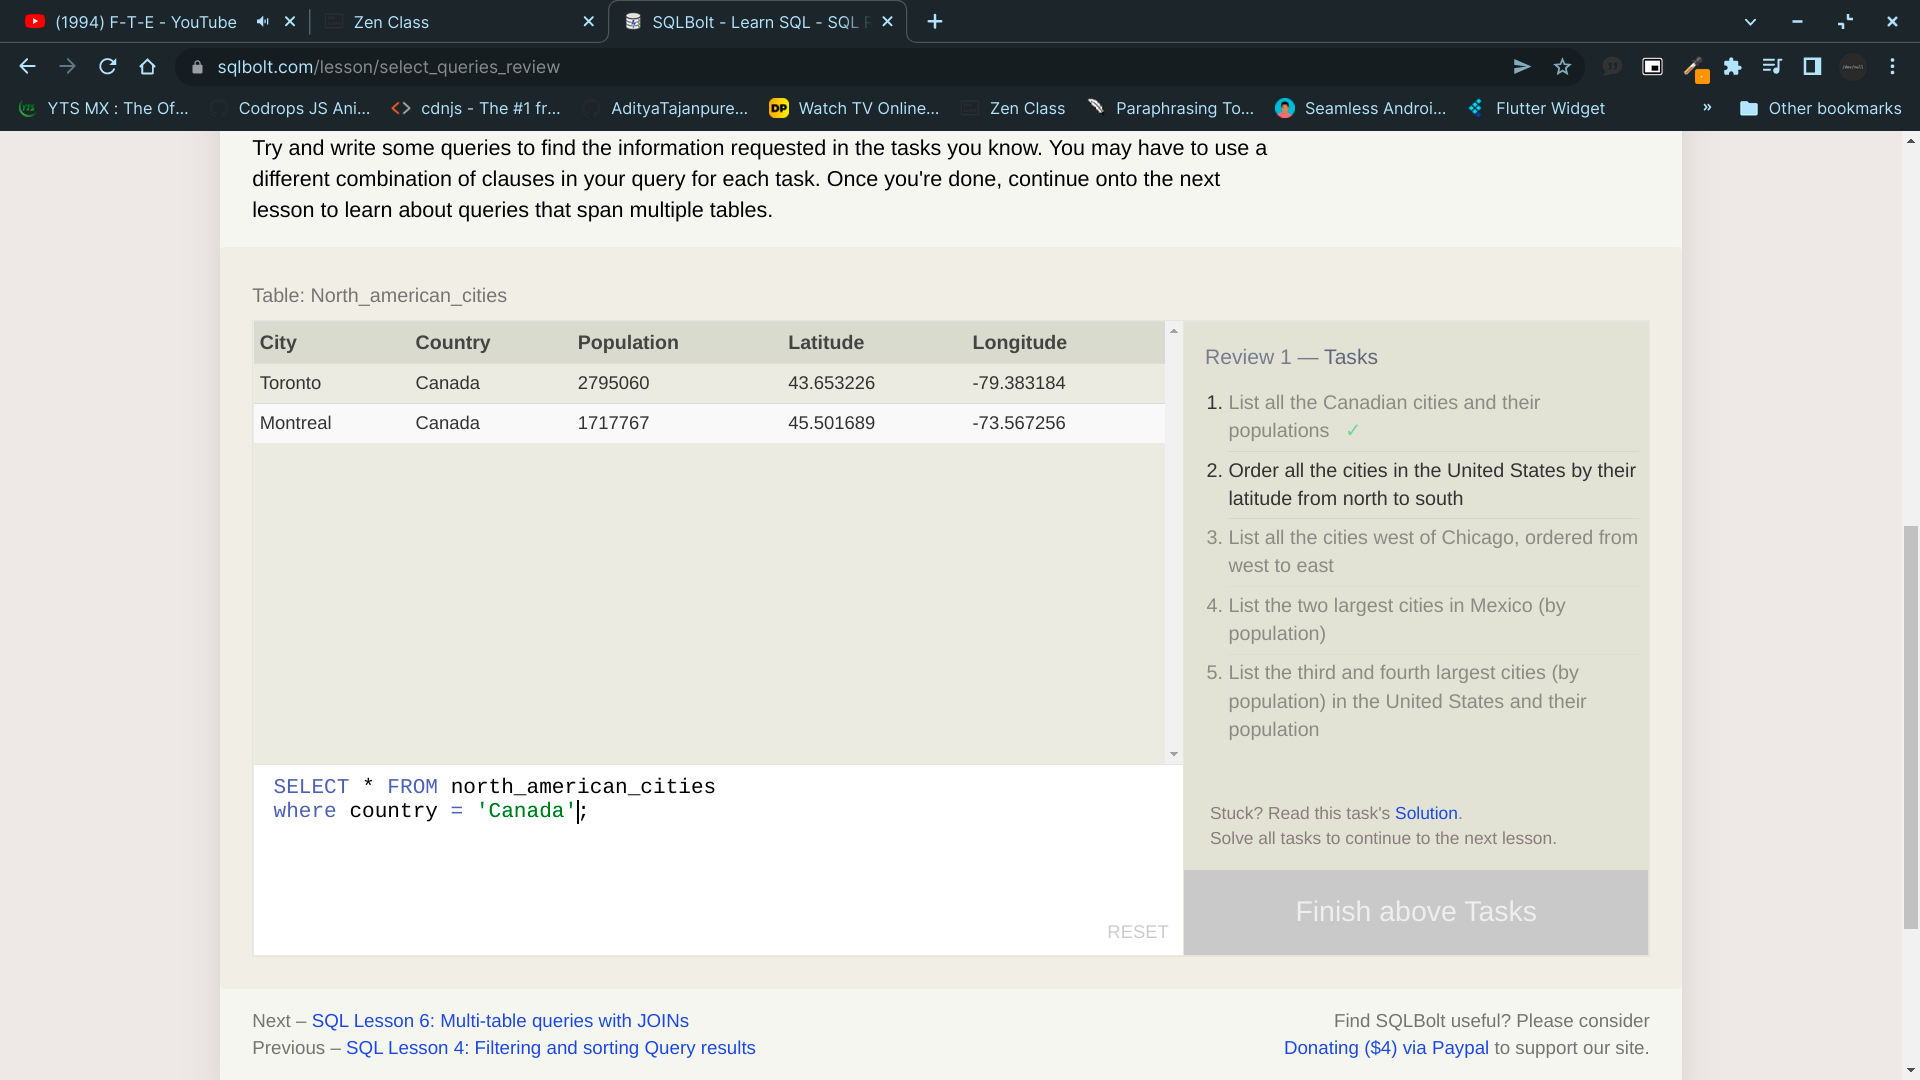 (1994) F-T-E - YouTube
Zen Class
SQLBolt - Learn SQL - SQL
sqlbolt.com/lesson/select_queries_review
YTS MX : The Of...
Codrops JS Ani...
cdnjs - The #1 fr...
AdityaTajanpure...
DP
Watch TV Online...
Zen Class
Paraphrasing To...
Seamless Androi...
Flutter Widget
»
Other bookmarks
Try and write some queries to find the information requested in the tasks you know. You may have to use a
different combination of clauses in your query for each task. Once you're done, continue onto the next
lesson to learn about queries that span multiple tables.
Table: North_american_cities
City Country Population Latitude Longitude
Toronto Canada 2795060 43.653226 -79.383184
Montreal Canada 1717767 45.501689 -73.567256
SELECT * FROM north_american_cities
where country = 'Canada';
RESET
Review 1 — Tasks
1. List all the Canadian cities and their
populations ✓
2. Order all the cities in the United States by their
latitude from north to south
3. List all the cities west of Chicago, ordered from
west to east
4. List the two largest cities in Mexico (by
population)
5. List the third and fourth largest cities (by
population) in the United States and their
population
Stuck? Read this task's Solution.
Solve all tasks to continue to the next lesson.
Finish above Tasks
Next – SQL Lesson 6: Multi-table queries with JOINs
Previous – SQL Lesson 4: Filtering and sorting Query results
Find SQLBolt useful? Please consider
Donating ($4) via Paypal to support our site.